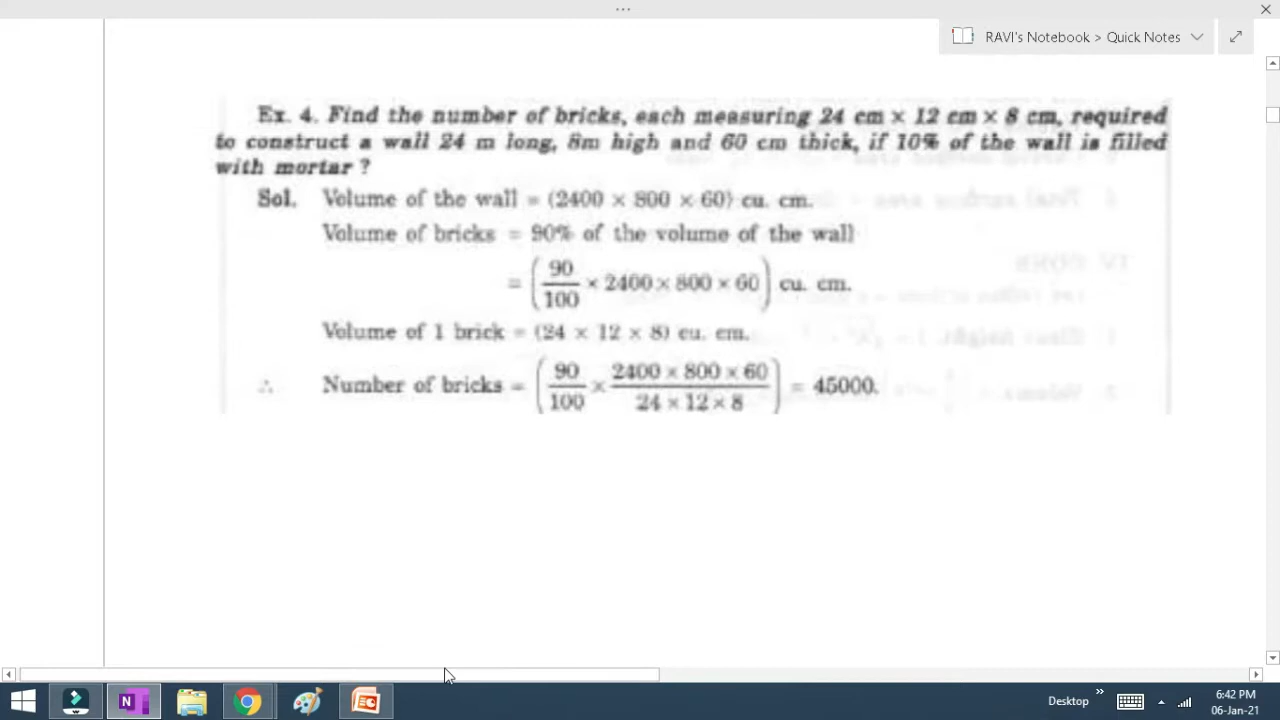 ...
RAVI's Notebook > Quick Notes
Ex. 4. Find the number of bricks, each measuring 24 cm × 12 cm × 8 cm, required
to construct a wall 24 m long, 8m high and 60 cm thick, if 10% of the wall is filled
with mortar ?
Sol. Volume of the wall = (2400 × 800 × 60) cu. cm.
Volume of bricks = 90% of the volume of the wall
= (90/100 × 2400 × 800 × 60) cu. cm.
Volume of 1 brick = (24 × 12 × 8) cu. cm.
∴ Number of bricks = (90/100 × 2400 × 800 × 60/24 × 12 × 8) = 45000.
Desktop
6:42 PM
06-Jan-21